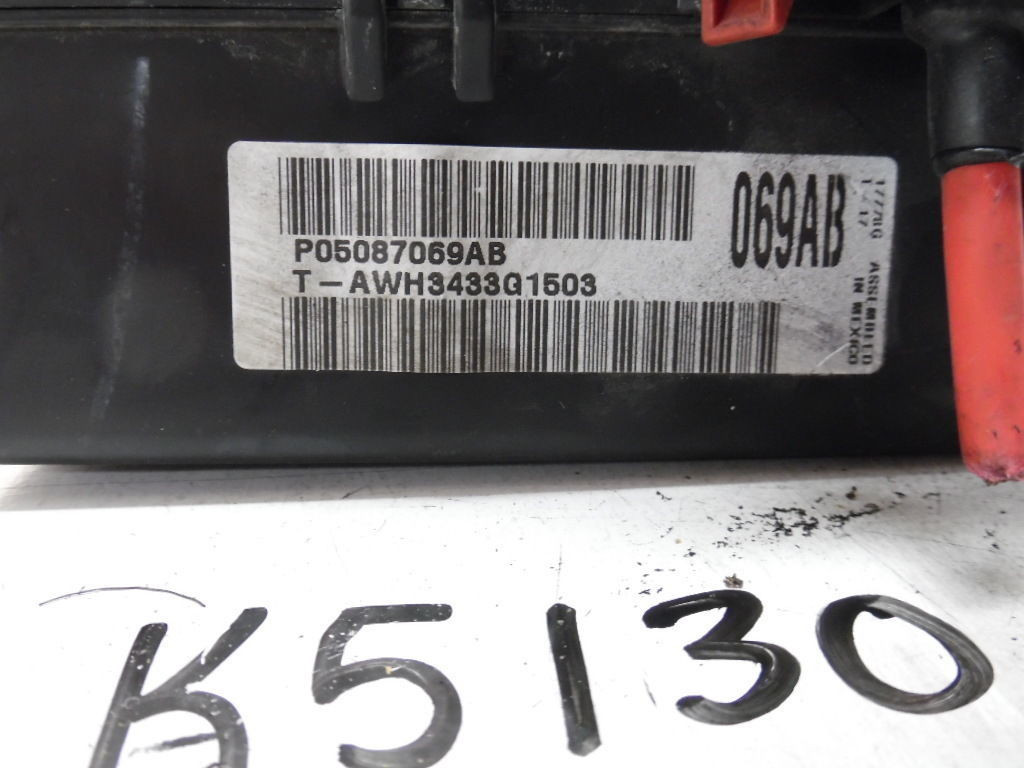 P05087069AB
T-AWH3433G1503
069AB
ASSEMBLED
IN MEXICO
K5130